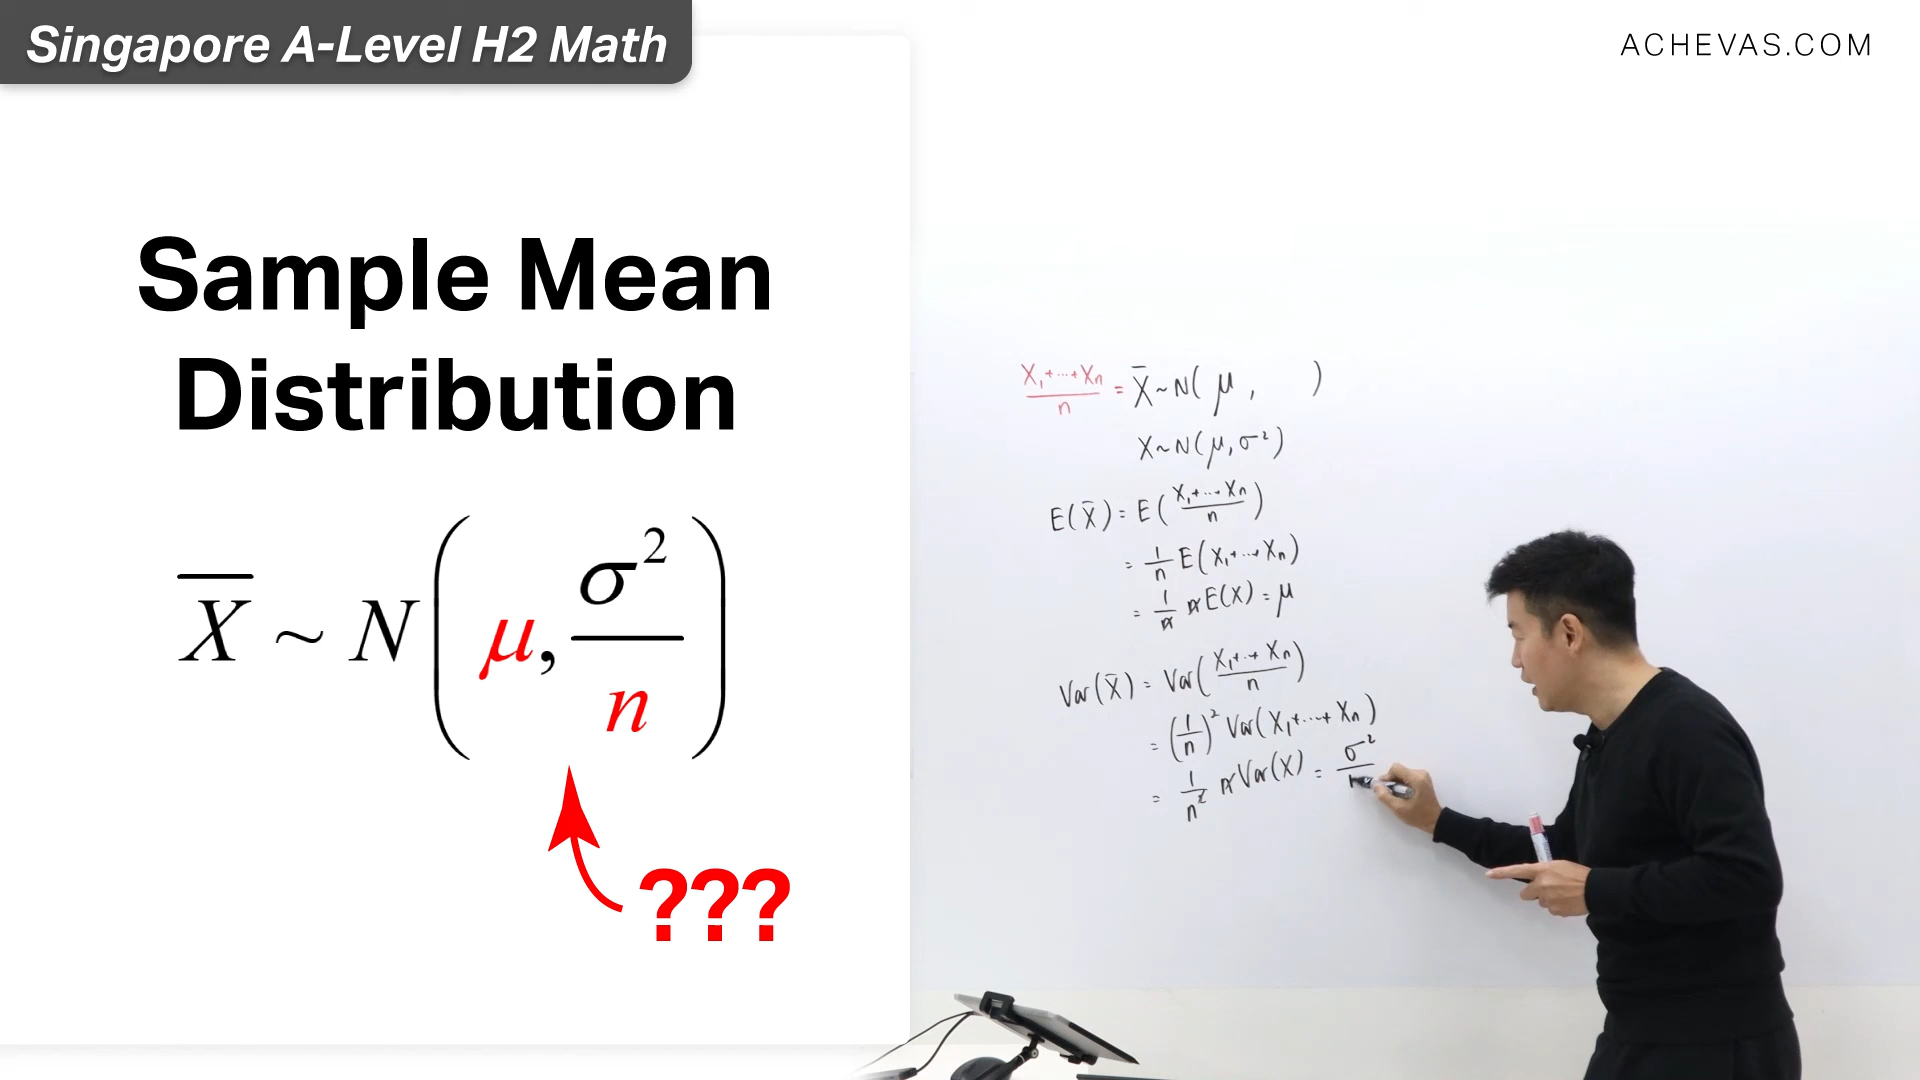 Singapore A-Level H2 Math
ACHEVAS.COM
Sample Mean
Distribution
X̅ ~ N(μ, σ²/n)
???
(X₁+···+Xₙ)/n = X̅ ~ N( μ ,   )
X ~ N(μ, σ²)
E(X̅) = E((X₁+···+Xₙ)/n)
= 1/n E(X₁+···+Xₙ)
= 1/n n E(X) = μ
Var(X̅) = Var((X₁+···+Xₙ)/n)
= (1/n)² Var(X₁+···+Xₙ)
= 1/n² n Var(X) = σ²